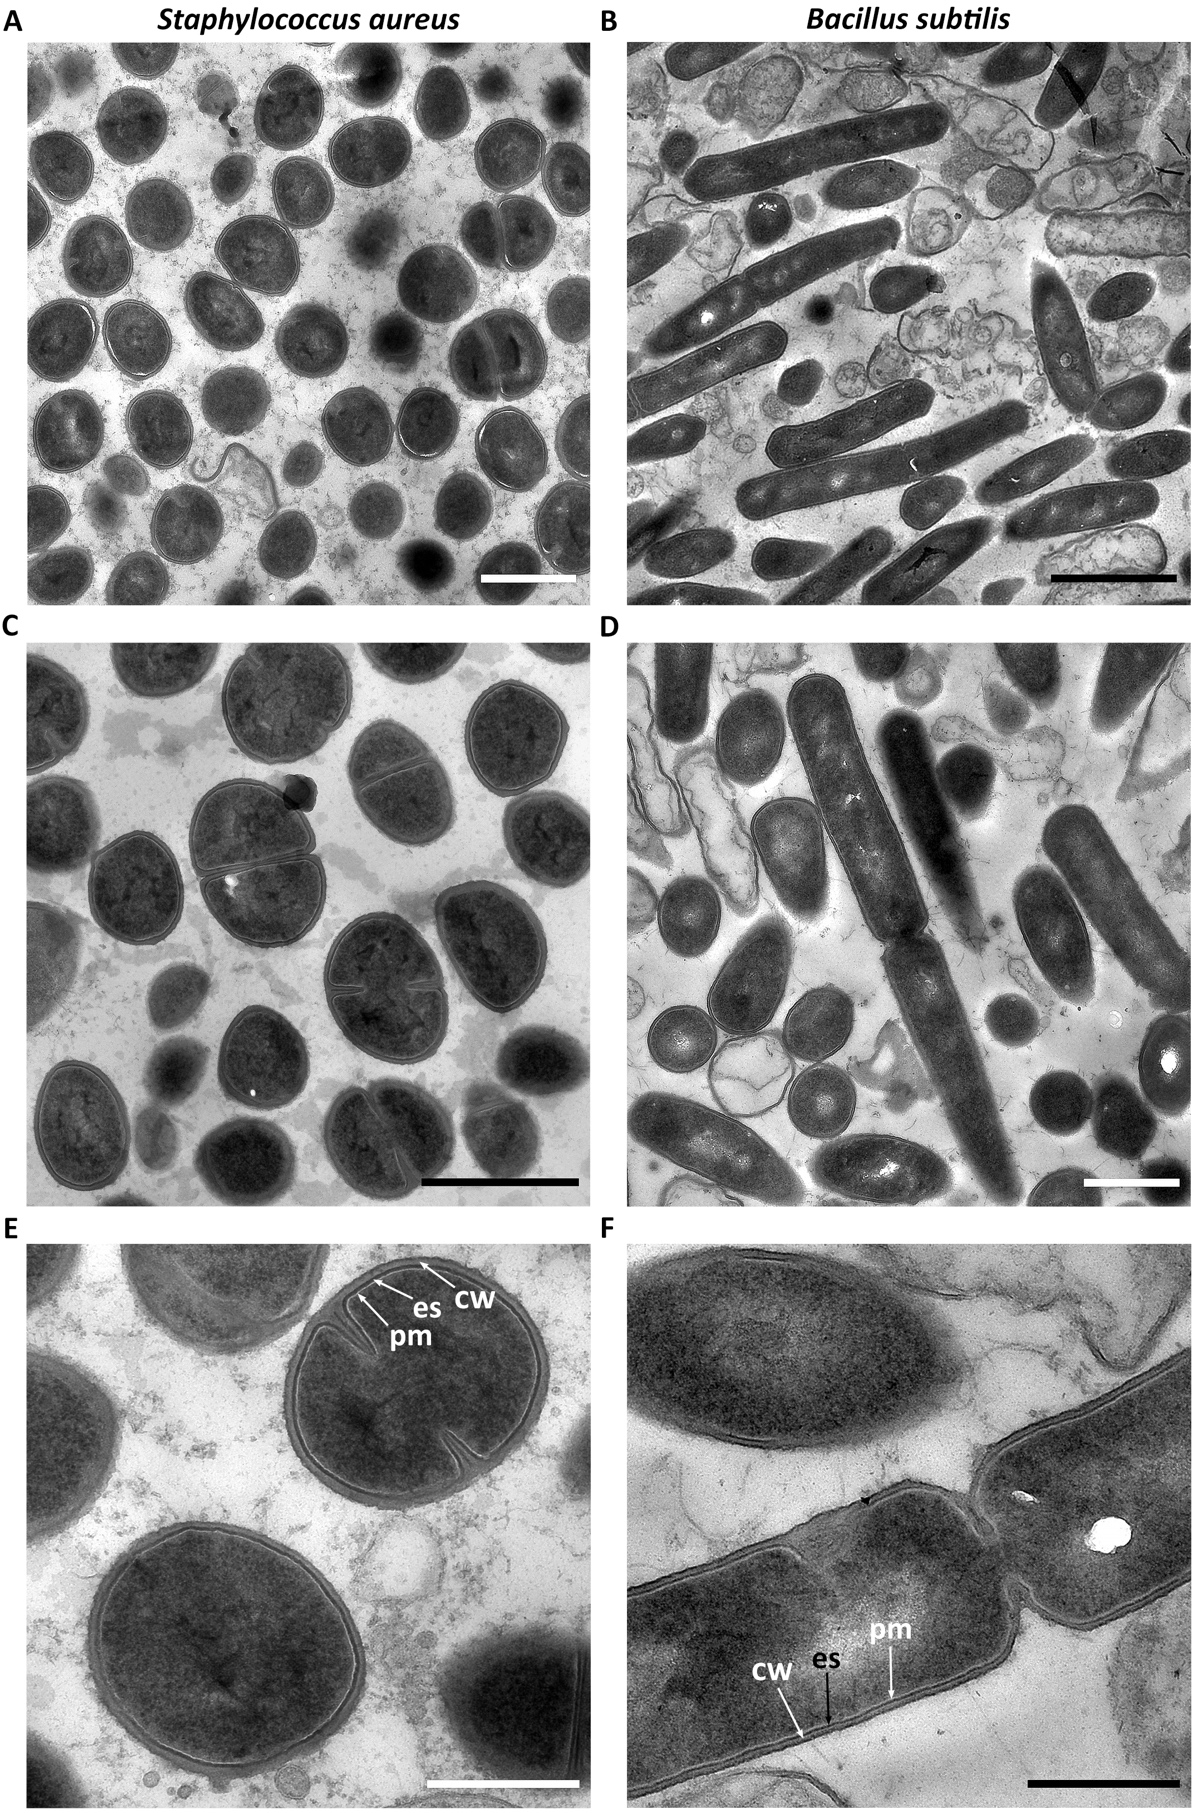 A
Staphylococcus aureus
B
Bacillus subtilis
C
D
E
F
cw
es
pm
pm
es
cw